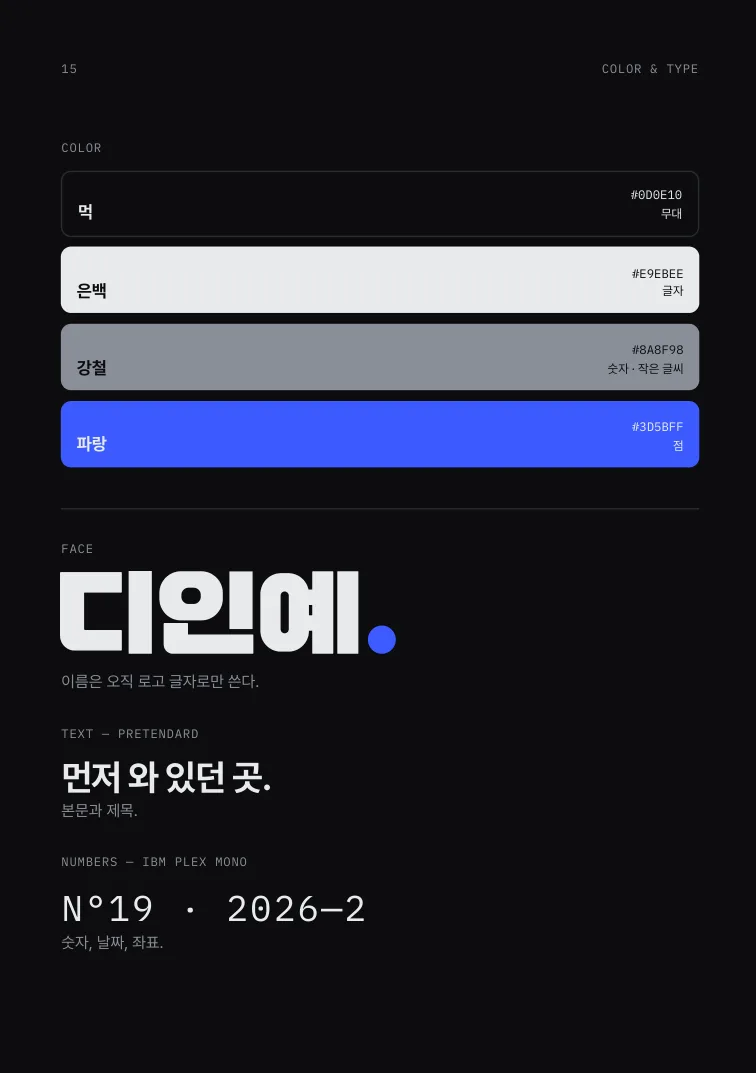 15
COLOR & TYPE
COLOR
먹
#0D0E10
무대
은백
#E9EBEE
글자
강철
#8A8F98
숫자 · 작은 글씨
파랑
#3D5BFF
점
FACE
디인예.
이름은 오직 로고 글자로만 쓴다.
TEXT — PRETENDARD
먼저 와 있던 곳.
본문과 제목.
NUMBERS — IBM PLEX MONO
N°19 · 2026—2
숫자, 날짜, 좌표.